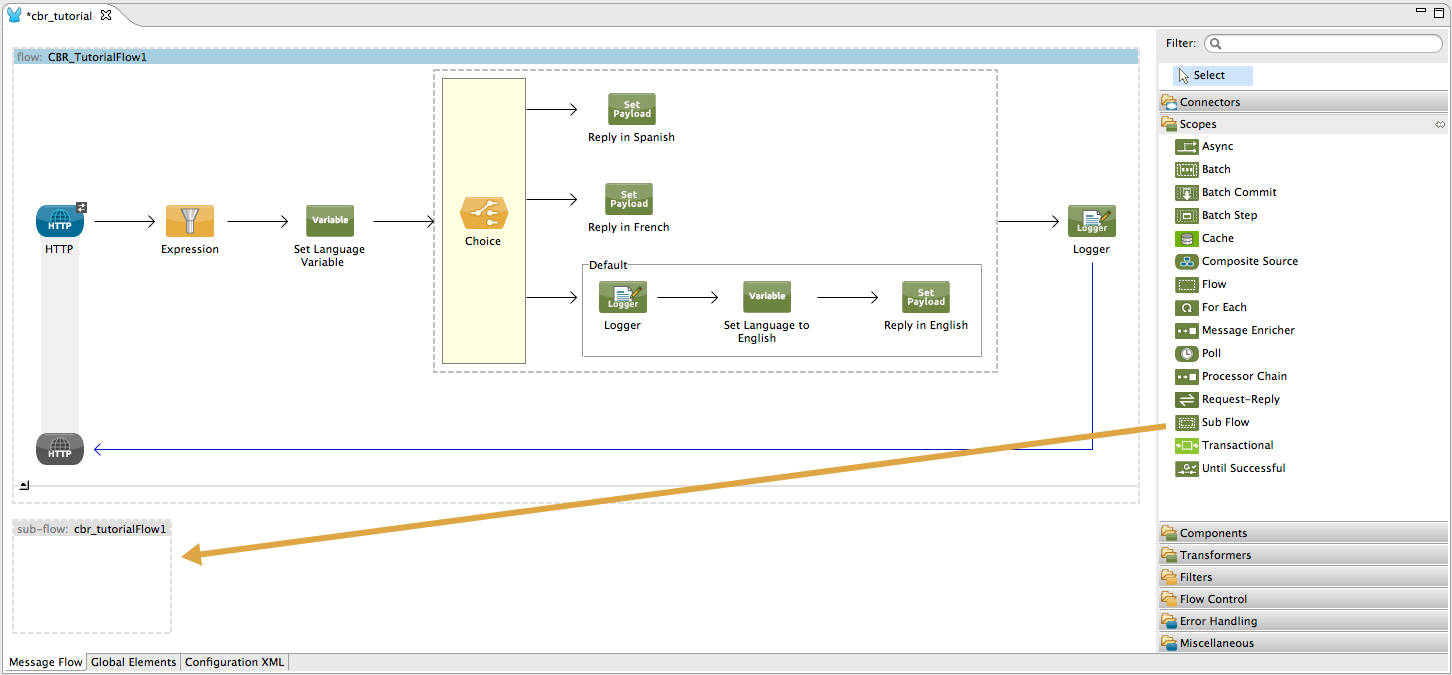 *cbr_tutorial
flow: CBR_TutorialFlow1
HTTP
HTTP
Expression
Variable
Set Language
Variable
Choice
Set
Payload
Reply in Spanish
Set
Payload
Reply in French
Default
Logger
Logger
Variable
Set Language to
English
Set
Payload
Reply in English
Logger
Logger
HTTP
sub-flow: cbr_tutorialFlow1
Message Flow
Global Elements
Configuration XML
Filter:
Select
Connectors
Scopes
Async
Batch
Batch Commit
Batch Step
Cache
Composite Source
Flow
For Each
Message Enricher
Poll
Processor Chain
Request-Reply
Sub Flow
Transactional
Until Successful
Components
Transformers
Filters
Flow Control
Error Handling
Miscellaneous